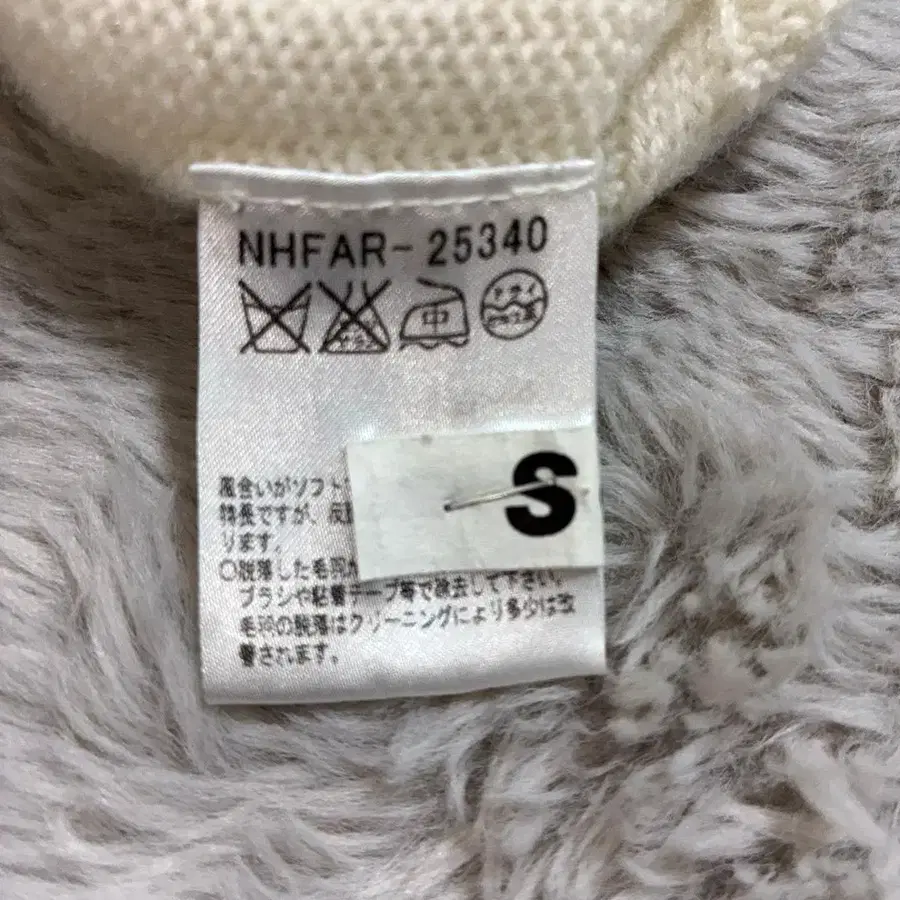 NHFAR-25340
中
S
風合いがソフト
特長ですが、反
ります。
○脱落した毛羽が
ブラシや粘着テープ等で除去して下さい。
毛羽の脱落はクリーニングにより多少は改
善されます。